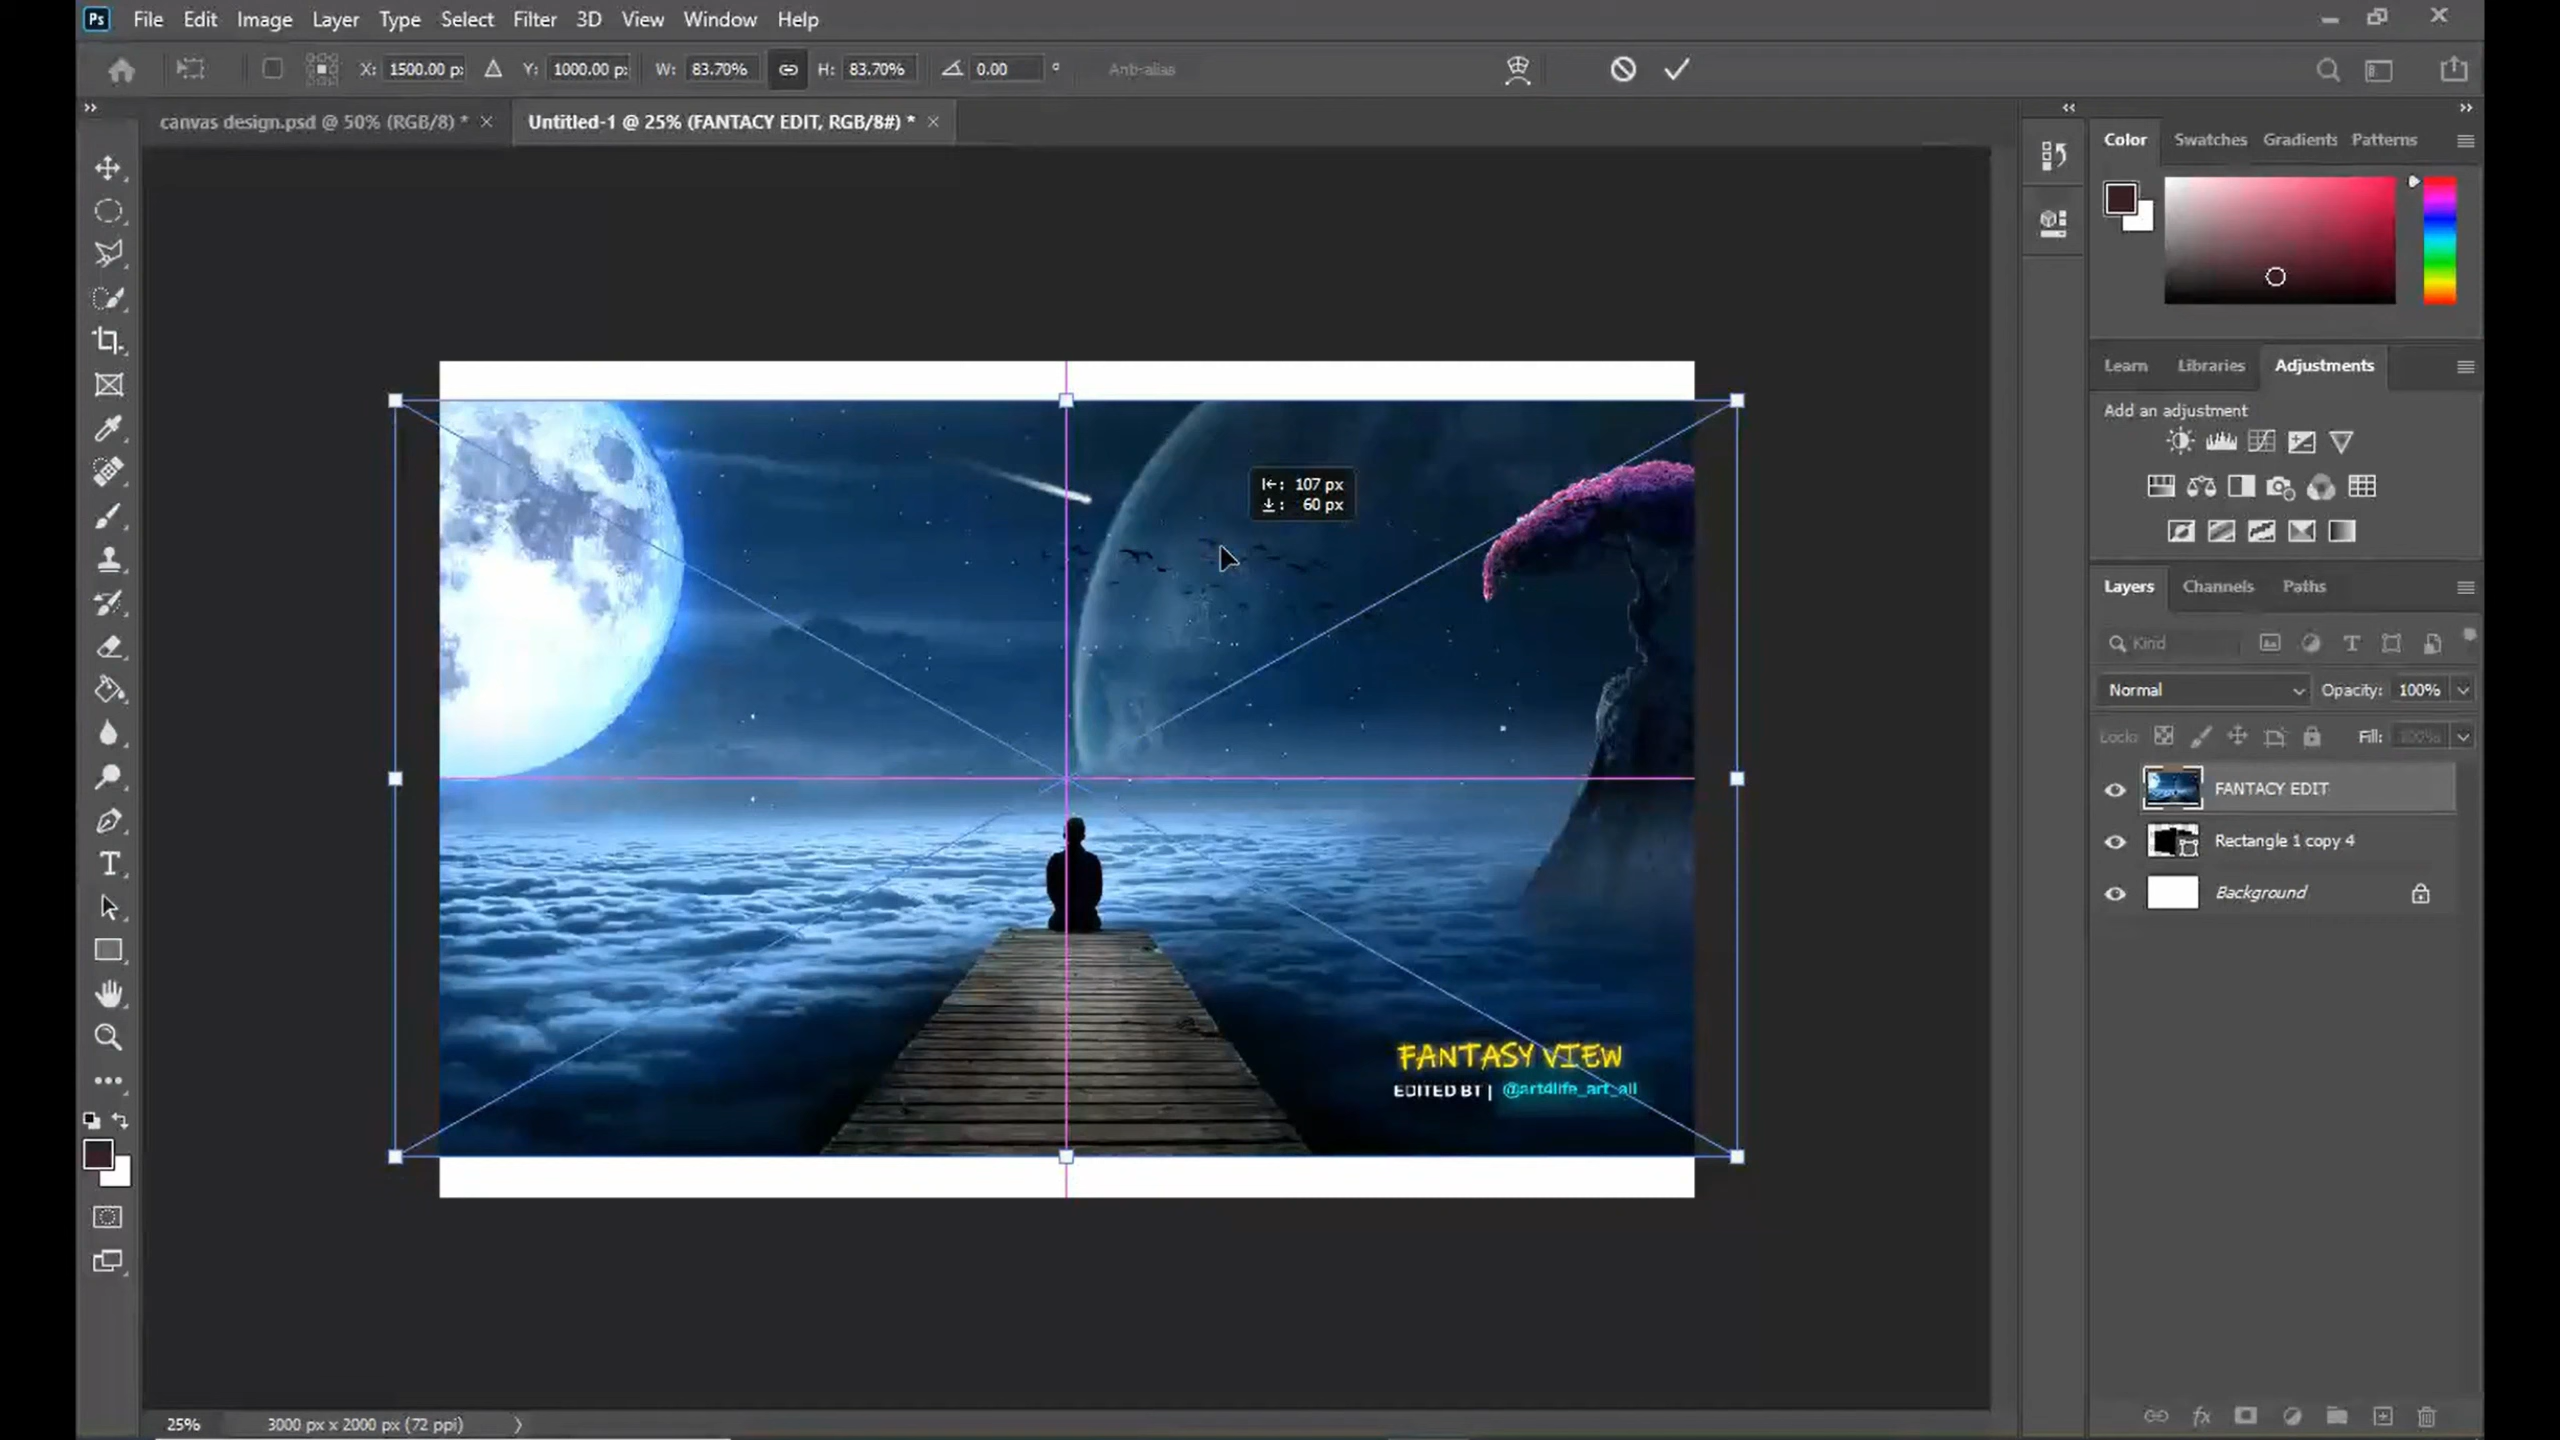 Ps File Edit Image Layer Type Select Filter 3D View Window Help
X: 1500.00 p: Y: 1000.00 p: W: 83.70% H: 83.70% 0.00 ° Anti-alias
canvas design.psd @ 50% (RGB/8) * × Untitled-1 @ 25% (FANTACY EDIT, RGB/8#) * ×
Color Swatches Gradients Patterns
Learn Libraries Adjustments
Add an adjustment
107 px
60 px
Layers Channels Paths
Kind
Normal Opacity: 100%
Lock: Fill: 100%
FANTACY EDIT
Rectangle 1 copy 4
Background
FANTASY VIEW
EDITED BY | @art4life_art_all
25% 3000 px x 2000 px (72 ppi)